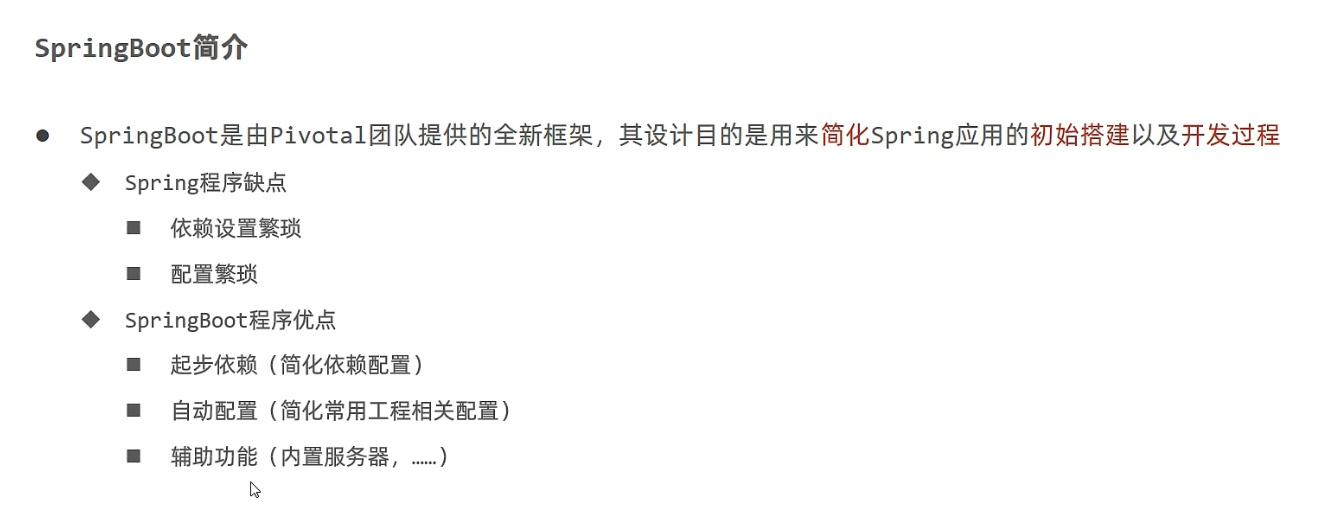 SpringBoot简介
SpringBoot是由Pivotal团队提供的全新框架，其设计目的是用来简化Spring应用的初始搭建以及开发过程
Spring程序缺点
依赖设置繁琐
配置繁琐
SpringBoot程序优点
起步依赖（简化依赖配置）
自动配置（简化常用工程相关配置）
辅助功能（内置服务器，……）